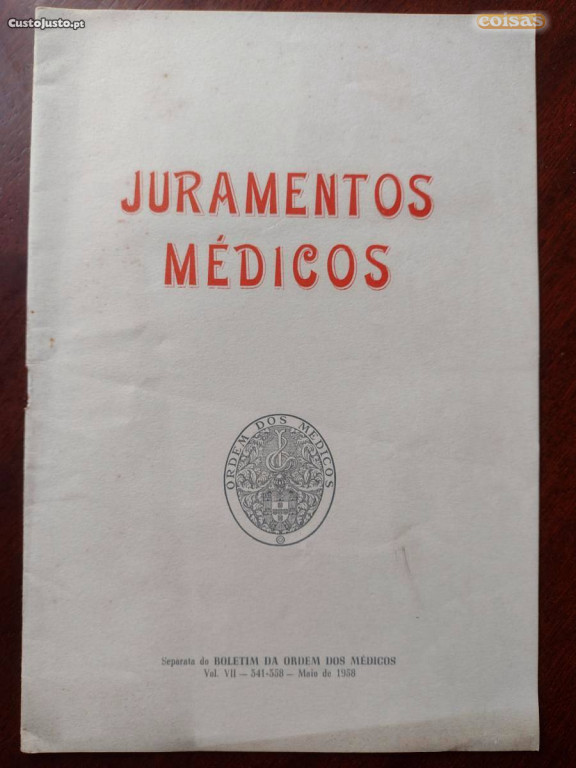 CustoJusto.pt
coisas
JURAMENTOS
MÉDICOS
ORDEM DOS MÉDICOS
Separata do BOLETIM DA ORDEM DOS MÉDICOS
Vol. VII — 541-558 — Maio de 1958